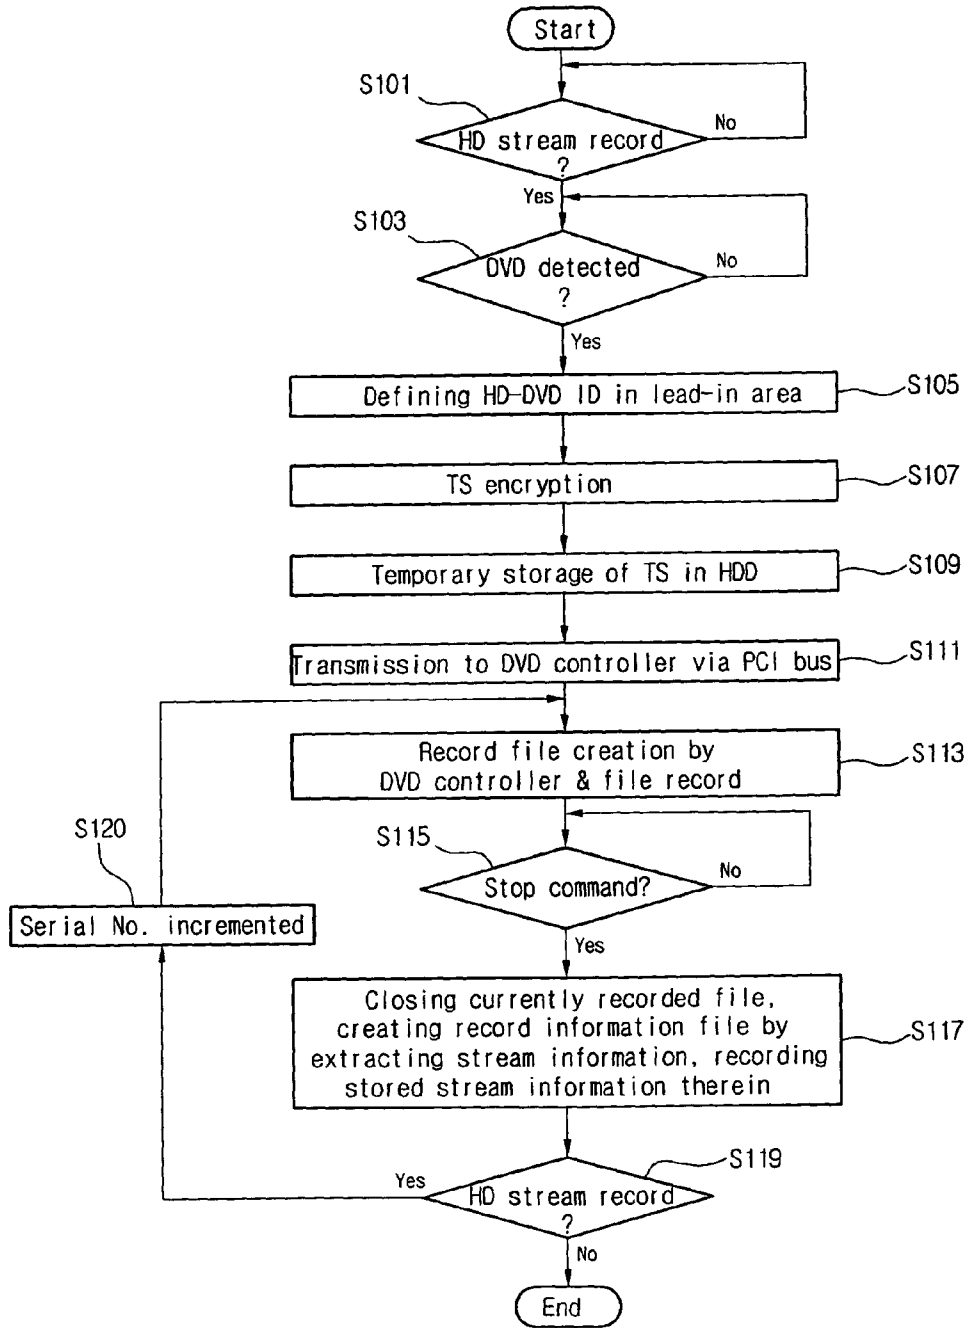 Start
S101
HD stream record
?
No
Yes
S103
DVD detected
?
No
Yes
Defining HD-DVD ID in lead-in area
S105
TS encryption
S107
Temporary storage of TS in HDD
S109
Transmission to DVD controller via PCI bus
S111
Record file creation by
DVD controller & file record
S113
S120
Serial No. incremented
S115
Stop command?
No
Yes
Closing currently recorded file,
creating record information file by
extracting stream information, recording
stored stream information therein
S117
S119
Yes
HD stream record
?
No
End